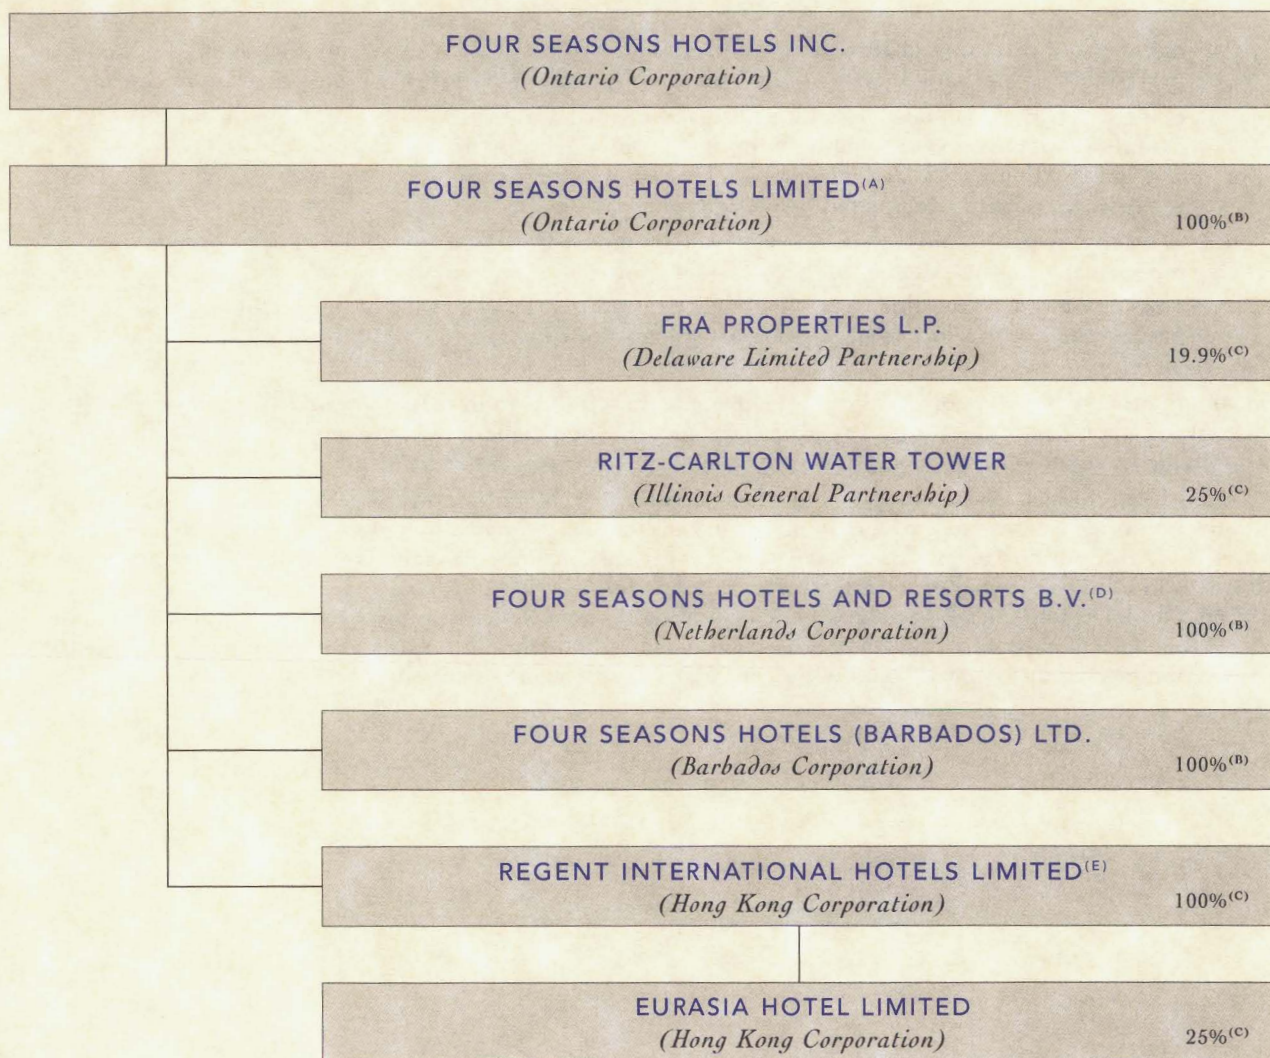 FOUR SEASONS HOTELS INC.
(Ontario Corporation)
FOUR SEASONS HOTELS LIMITED(A)
(Ontario Corporation) 100%(B)
FRA PROPERTIES L.P.
(Delaware Limited Partnership) 19.9%(C)
RITZ-CARLTON WATER TOWER
(Illinois General Partnership) 25%(C)
FOUR SEASONS HOTELS AND RESORTS B.V.(D)
(Netherlands Corporation) 100%(B)
FOUR SEASONS HOTELS (BARBADOS) LTD.
(Barbados Corporation) 100%(B)
REGENT INTERNATIONAL HOTELS LIMITED(E)
(Hong Kong Corporation) 100%(C)
EURASIA HOTEL LIMITED
(Hong Kong Corporation) 25%(C)